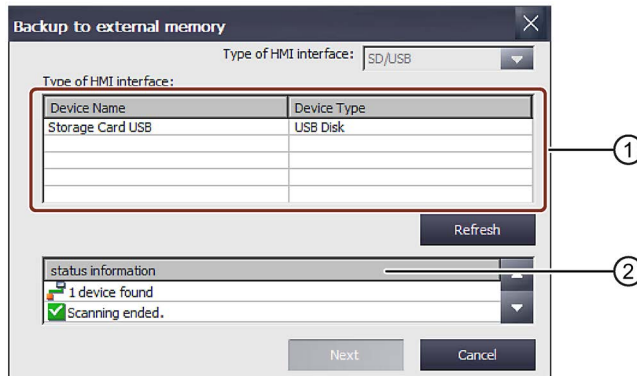 Backup to external memory
Type of HMI interface: SD/USB
Type of HMI interface:
Device Name Device Type
Storage Card USB USB Disk
1
Refresh
status information
2
1 device found
Scanning ended.
Next Cancel